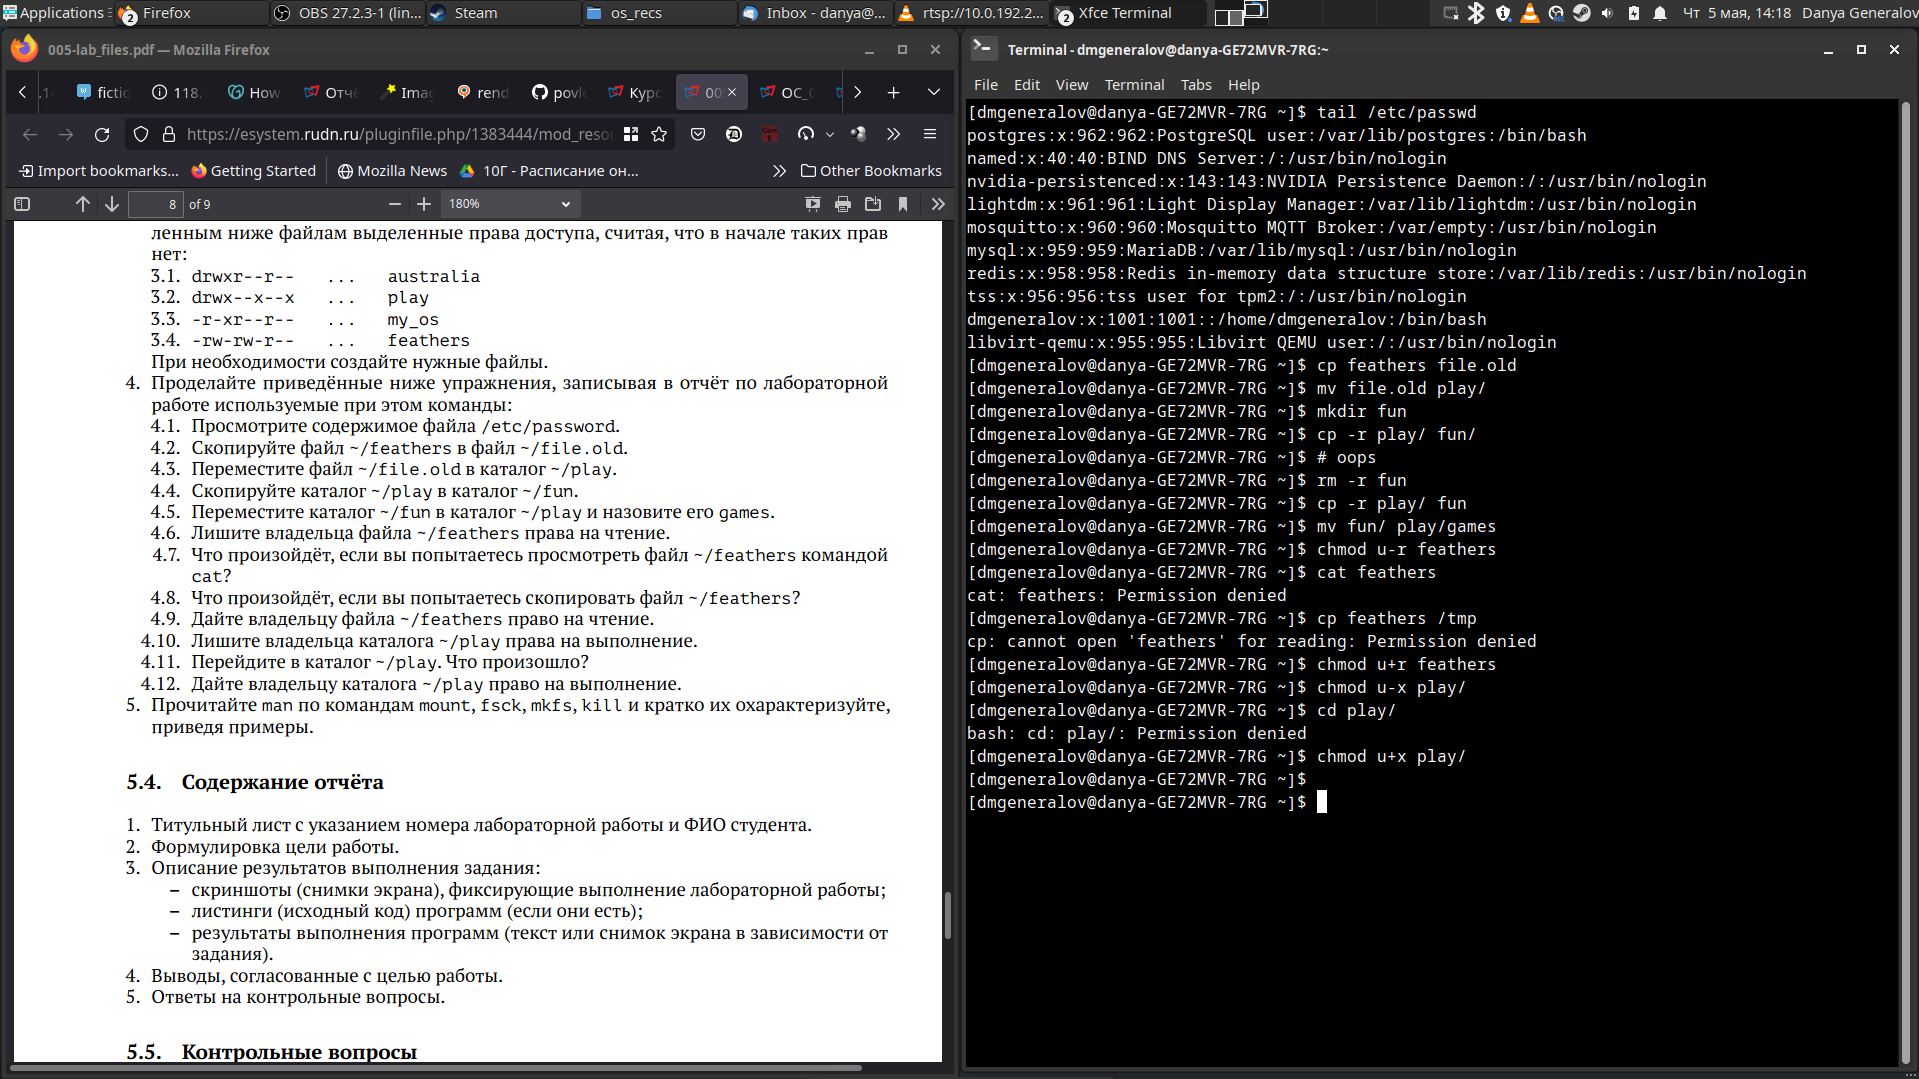 Applications
2
Firefox
OBS 27.2.3-1 (lin...
Steam
os_recs
Inbox - danya@...
rtsp://10.0.192.2...
2
Xfce Terminal
Чт 5 мая, 14:18
Danya Generalov
005-lab_files.pdf — Mozilla Firefox
fictio
118.
How
Отчё
Imag
rend
povle
Курс
00
ОС_
https://esystem.rudn.ru/pluginfile.php/1383444/mod_reso
Import bookmarks...
Getting Started
Mozilla News
10Г - Расписание он...
Other Bookmarks
8
of 9
180%
ленным ниже файлам выделенные права доступа, считая, что в начале таких прав
нет:
3.1. drwxr--r-- ... australia
3.2. drwx--x--x ... play
3.3. -r-xr--r-- ... my_os
3.4. -rw-rw-r-- ... feathers
При необходимости создайте нужные файлы.
4. Проделайте приведённые ниже упражнения, записывая в отчёт по лабораторной
работе используемые при этом команды:
4.1. Просмотрите содержимое файла /etc/password.
4.2. Скопируйте файл ~/feathers в файл ~/file.old.
4.3. Переместите файл ~/file.old в каталог ~/play.
4.4. Скопируйте каталог ~/play в каталог ~/fun.
4.5. Переместите каталог ~/fun в каталог ~/play и назовите его games.
4.6. Лишите владельца файла ~/feathers права на чтение.
4.7. Что произойдёт, если вы попытаетесь просмотреть файл ~/feathers командой
cat?
4.8. Что произойдёт, если вы попытаетесь скопировать файл ~/feathers?
4.9. Дайте владельцу файла ~/feathers право на чтение.
4.10. Лишите владельца каталога ~/play права на выполнение.
4.11. Перейдите в каталог ~/play. Что произошло?
4.12. Дайте владельцу каталога ~/play право на выполнение.
5. Прочитайте man по командам mount, fsck, mkfs, kill и кратко их охарактеризуйте,
приведя примеры.
5.4. Содержание отчёта
1. Титульный лист с указанием номера лабораторной работы и ФИО студента.
2. Формулировка цели работы.
3. Описание результатов выполнения задания:
– скриншоты (снимки экрана), фиксирующие выполнение лабораторной работы;
– листинги (исходный код) программ (если они есть);
– результаты выполнения программ (текст или снимок экрана в зависимости от
задания).
4. Выводы, согласованные с целью работы.
5. Ответы на контрольные вопросы.
5.5. Контрольные вопросы
Terminal - dmgeneralov@danya-GE72MVR-7RG:~
File Edit View Terminal Tabs Help
[dmgeneralov@danya-GE72MVR-7RG ~]$ tail /etc/passwd
postgres:x:962:962:PostgreSQL user:/var/lib/postgres:/bin/bash
named:x:40:40:BIND DNS Server:/:/usr/bin/nologin
nvidia-persistenced:x:143:143:NVIDIA Persistence Daemon:/:/usr/bin/nologin
lightdm:x:961:961:Light Display Manager:/var/lib/lightdm:/usr/bin/nologin
mosquitto:x:960:960:Mosquitto MQTT Broker:/var/empty:/usr/bin/nologin
mysql:x:959:959:MariaDB:/var/lib/mysql:/usr/bin/nologin
redis:x:958:958:Redis in-memory data structure store:/var/lib/redis:/usr/bin/nologin
tss:x:956:956:tss user for tpm2:/:/usr/bin/nologin
dmgeneralov:x:1001:1001::/home/dmgeneralov:/bin/bash
libvirt-qemu:x:955:955:Libvirt QEMU user:/:/usr/bin/nologin
[dmgeneralov@danya-GE72MVR-7RG ~]$ cp feathers file.old
[dmgeneralov@danya-GE72MVR-7RG ~]$ mv file.old play/
[dmgeneralov@danya-GE72MVR-7RG ~]$ mkdir fun
[dmgeneralov@danya-GE72MVR-7RG ~]$ cp -r play/ fun/
[dmgeneralov@danya-GE72MVR-7RG ~]$ # oops
[dmgeneralov@danya-GE72MVR-7RG ~]$ rm -r fun
[dmgeneralov@danya-GE72MVR-7RG ~]$ cp -r play/ fun
[dmgeneralov@danya-GE72MVR-7RG ~]$ mv fun/ play/games
[dmgeneralov@danya-GE72MVR-7RG ~]$ chmod u-r feathers
[dmgeneralov@danya-GE72MVR-7RG ~]$ cat feathers
cat: feathers: Permission denied
[dmgeneralov@danya-GE72MVR-7RG ~]$ cp feathers /tmp
cp: cannot open 'feathers' for reading: Permission denied
[dmgeneralov@danya-GE72MVR-7RG ~]$ chmod u+r feathers
[dmgeneralov@danya-GE72MVR-7RG ~]$ chmod u-x play/
[dmgeneralov@danya-GE72MVR-7RG ~]$ cd play/
bash: cd: play/: Permission denied
[dmgeneralov@danya-GE72MVR-7RG ~]$ chmod u+x play/
[dmgeneralov@danya-GE72MVR-7RG ~]$
[dmgeneralov@danya-GE72MVR-7RG ~]$